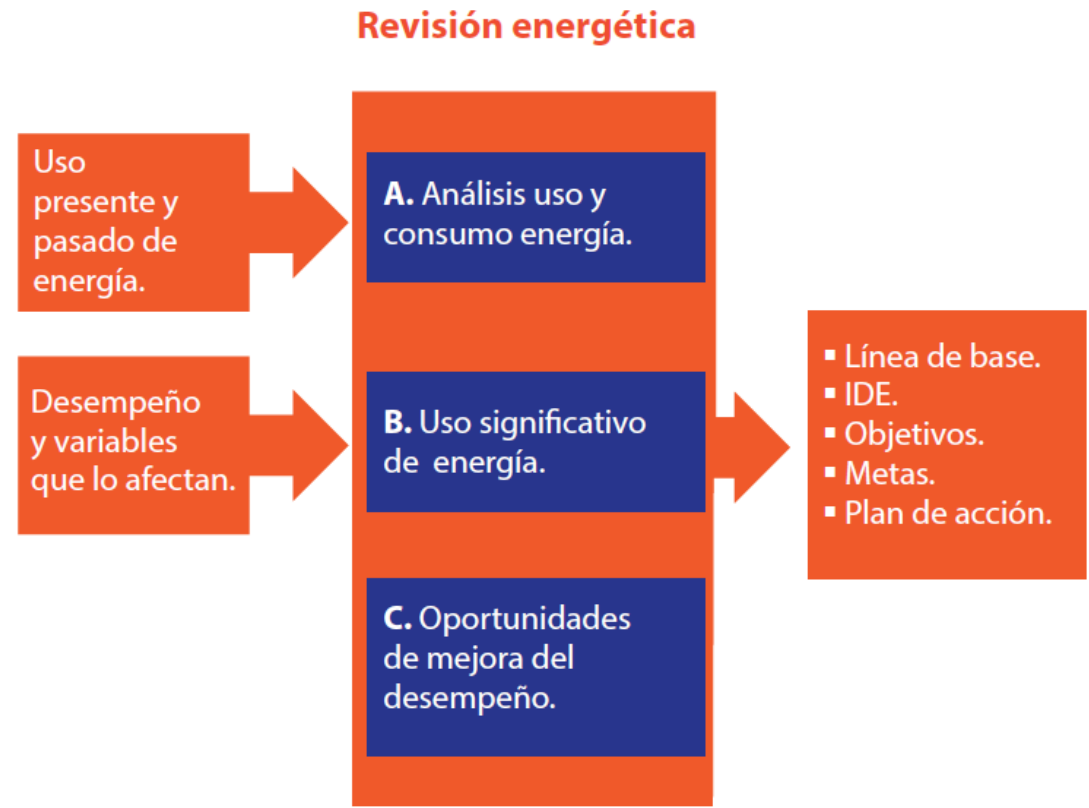 Revisión energética
Uso
presente y
pasado de
energía.
Desempeño
y variables
que lo afectan.
A. Análisis uso y
consumo energía.
B. Uso significativo
de energía.
C. Oportunidades
de mejora del
desempeño.
▪ Línea de base.
▪ IDE.
▪ Objetivos.
▪ Metas.
▪ Plan de acción.